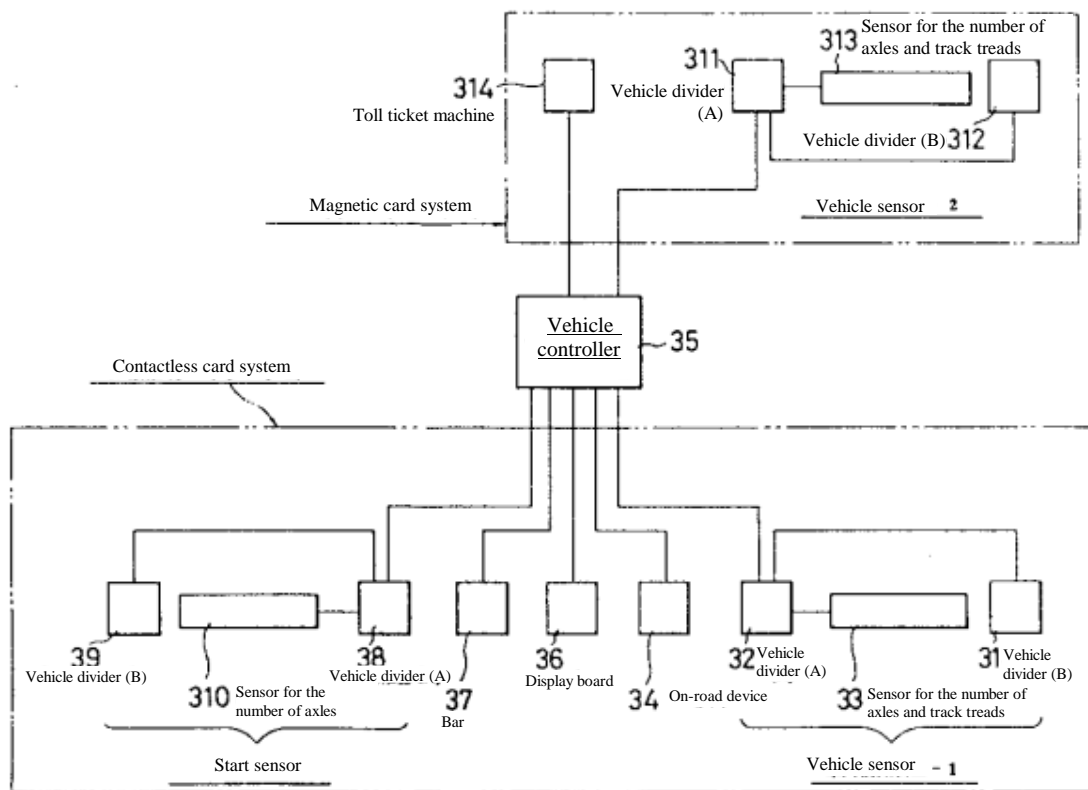 Sensor for the number of
axles and track treads
313
311
314
Vehicle divider
(A)
Toll ticket machine
Vehicle divider (B) 312
Magnetic card system
Vehicle sensor 2
Vehicle
controller
35
Contactless card system
39
Vehicle divider (B)
310
Sensor for the
number of axles
38
Vehicle divider (A)
37
Bar
36
Display board
34
On-road device
32
Vehicle
divider (A)
33
Sensor for the number of
axles and track treads
31
Vehicle
divider (B)
Start sensor
Vehicle sensor - 1